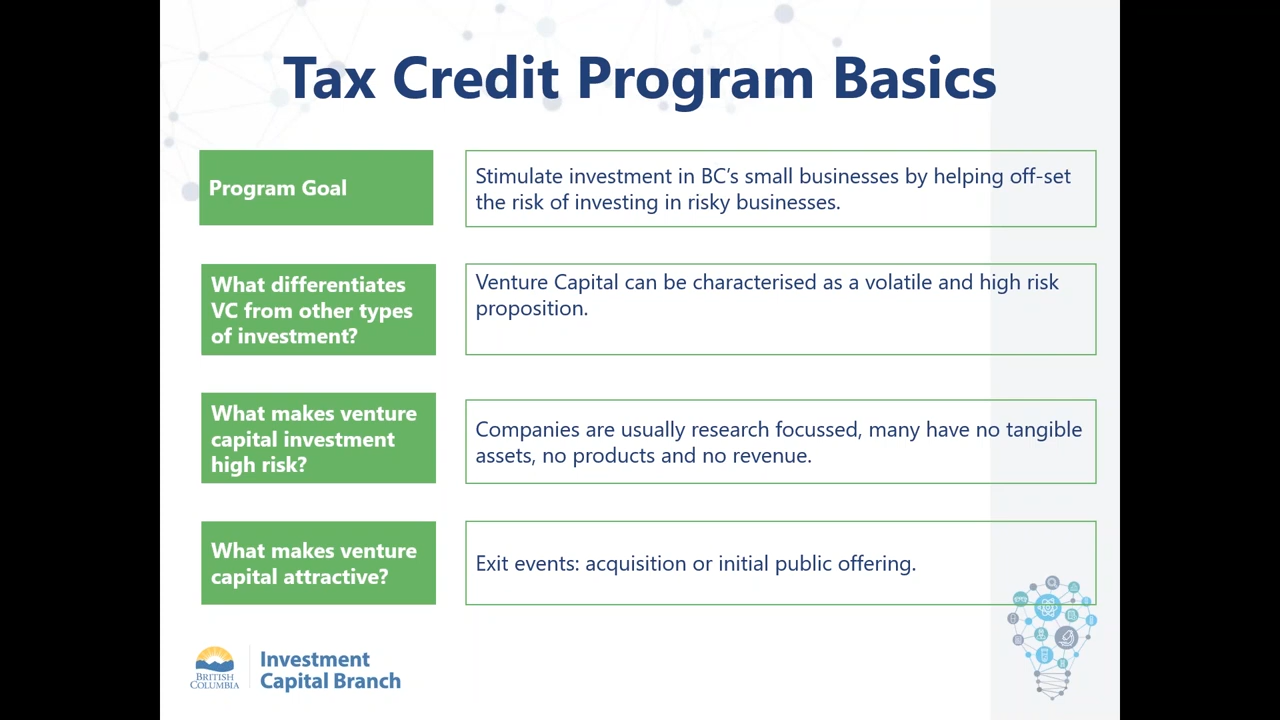 Tax Credit Program Basics
Program Goal
Stimulate investment in BC’s small businesses by helping off-set
the risk of investing in risky businesses.
What differentiates
VC from other types
of investment?
Venture Capital can be characterised as a volatile and high risk
proposition.
What makes venture
capital investment
high risk?
Companies are usually research focussed, many have no tangible
assets, no products and no revenue.
What makes venture
capital attractive?
Exit events: acquisition or initial public offering.
BRITISH
COLUMBIA
Investment
Capital Branch